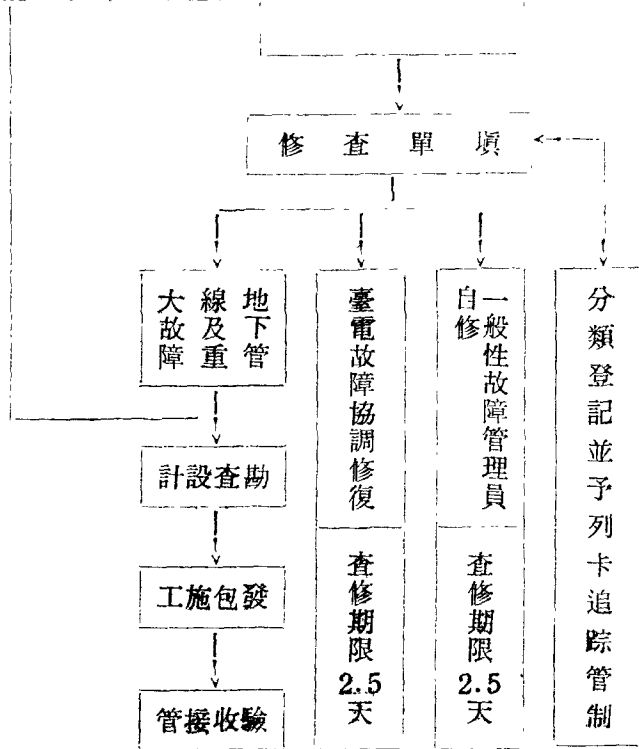 填單查修
地下管
線及重
大故障
臺電故障協調修復
一般性故障管理員
自修
分類登記並予列卡追踪管制
勘查設計
發包施工
驗收接管
查修期限
2.5
天
查修期限
2.5
天